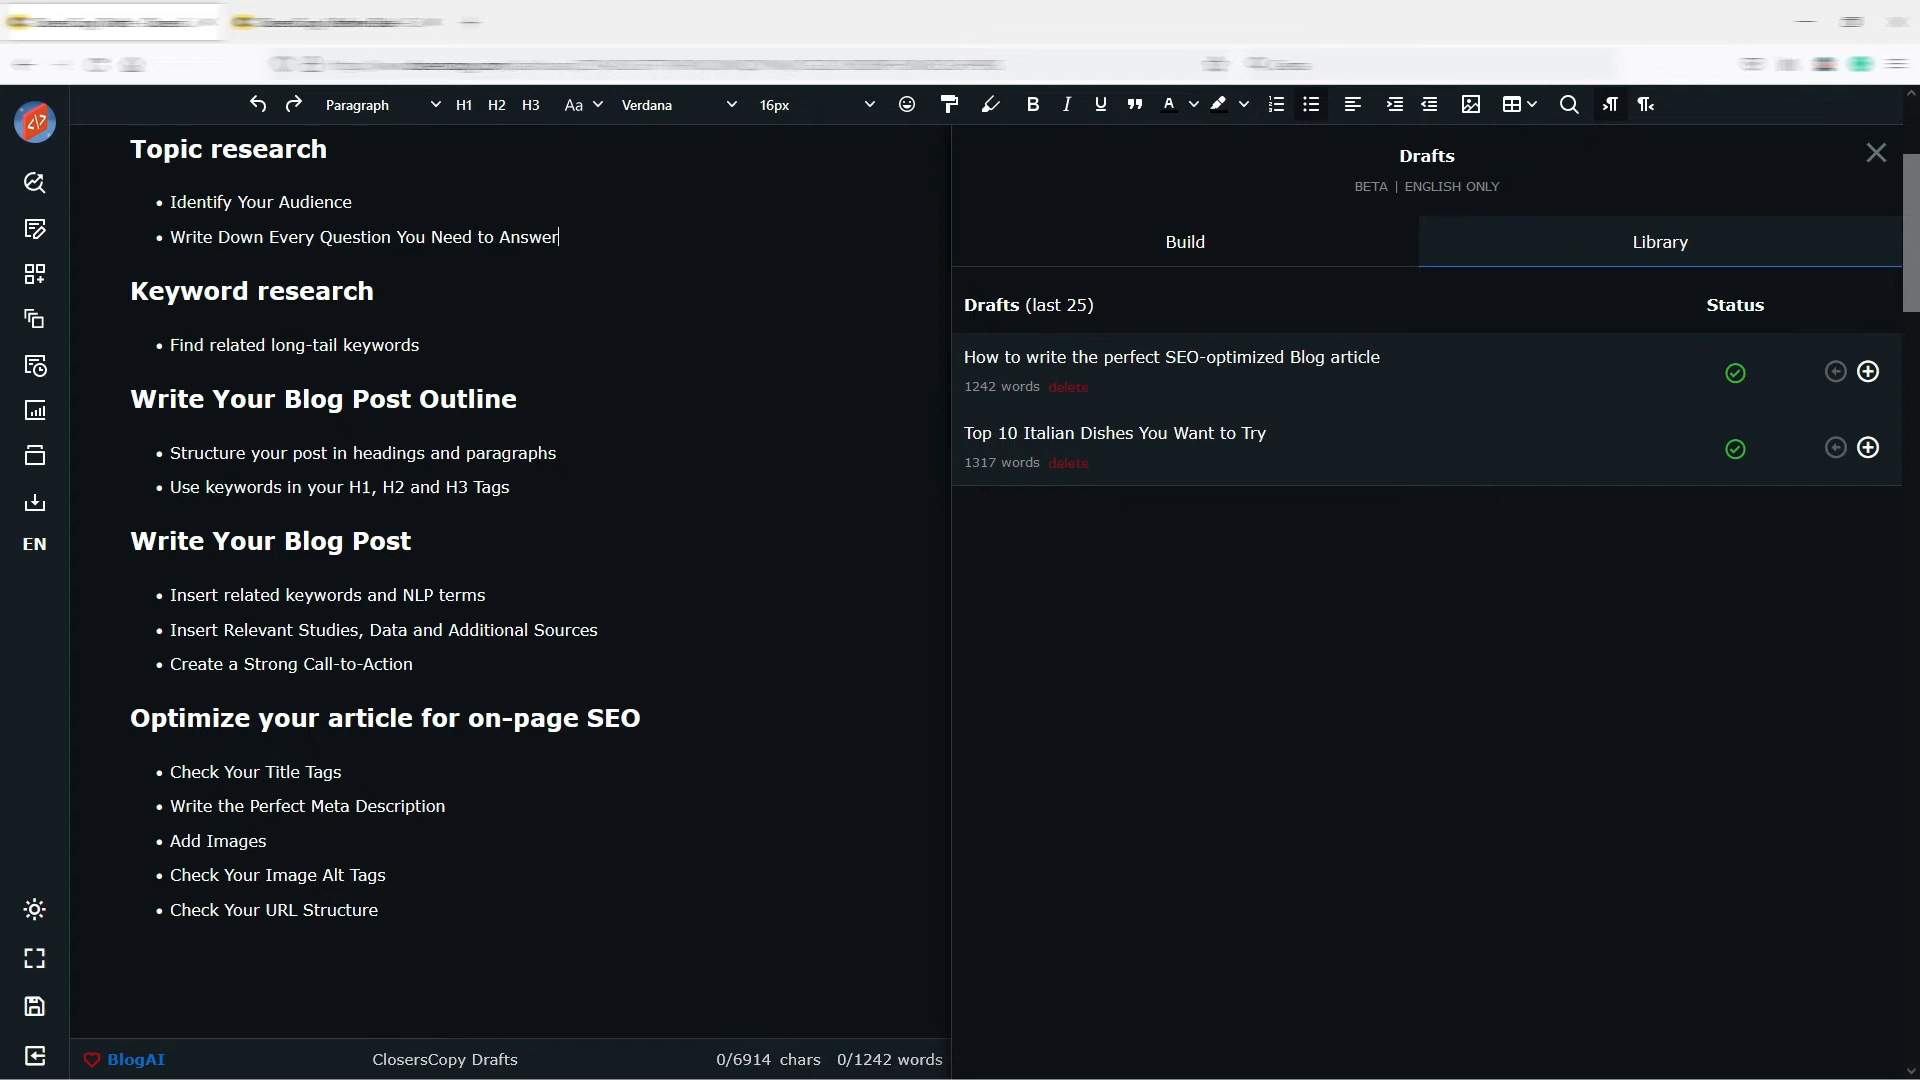 Paragraph H1 H2 H3 Aa Verdana 16px B I U A
Topic research
Identify Your Audience
Write Down Every Question You Need to Answer
Keyword research
Find related long-tail keywords
Write Your Blog Post Outline
Structure your post in headings and paragraphs
Use keywords in your H1, H2 and H3 Tags
Write Your Blog Post
Insert related keywords and NLP terms
Insert Relevant Studies, Data and Additional Sources
Create a Strong Call-to-Action
Optimize your article for on-page SEO
Check Your Title Tags
Write the Perfect Meta Description
Add Images
Check Your Image Alt Tags
Check Your URL Structure
EN
BlogAI ClosersCopy Drafts 0/6914 chars 0/1242 words
Drafts
BETA | ENGLISH ONLY
Build Library
Drafts (last 25) Status
How to write the perfect SEO-optimized Blog article
1242 words delete
Top 10 Italian Dishes You Want to Try
1317 words delete